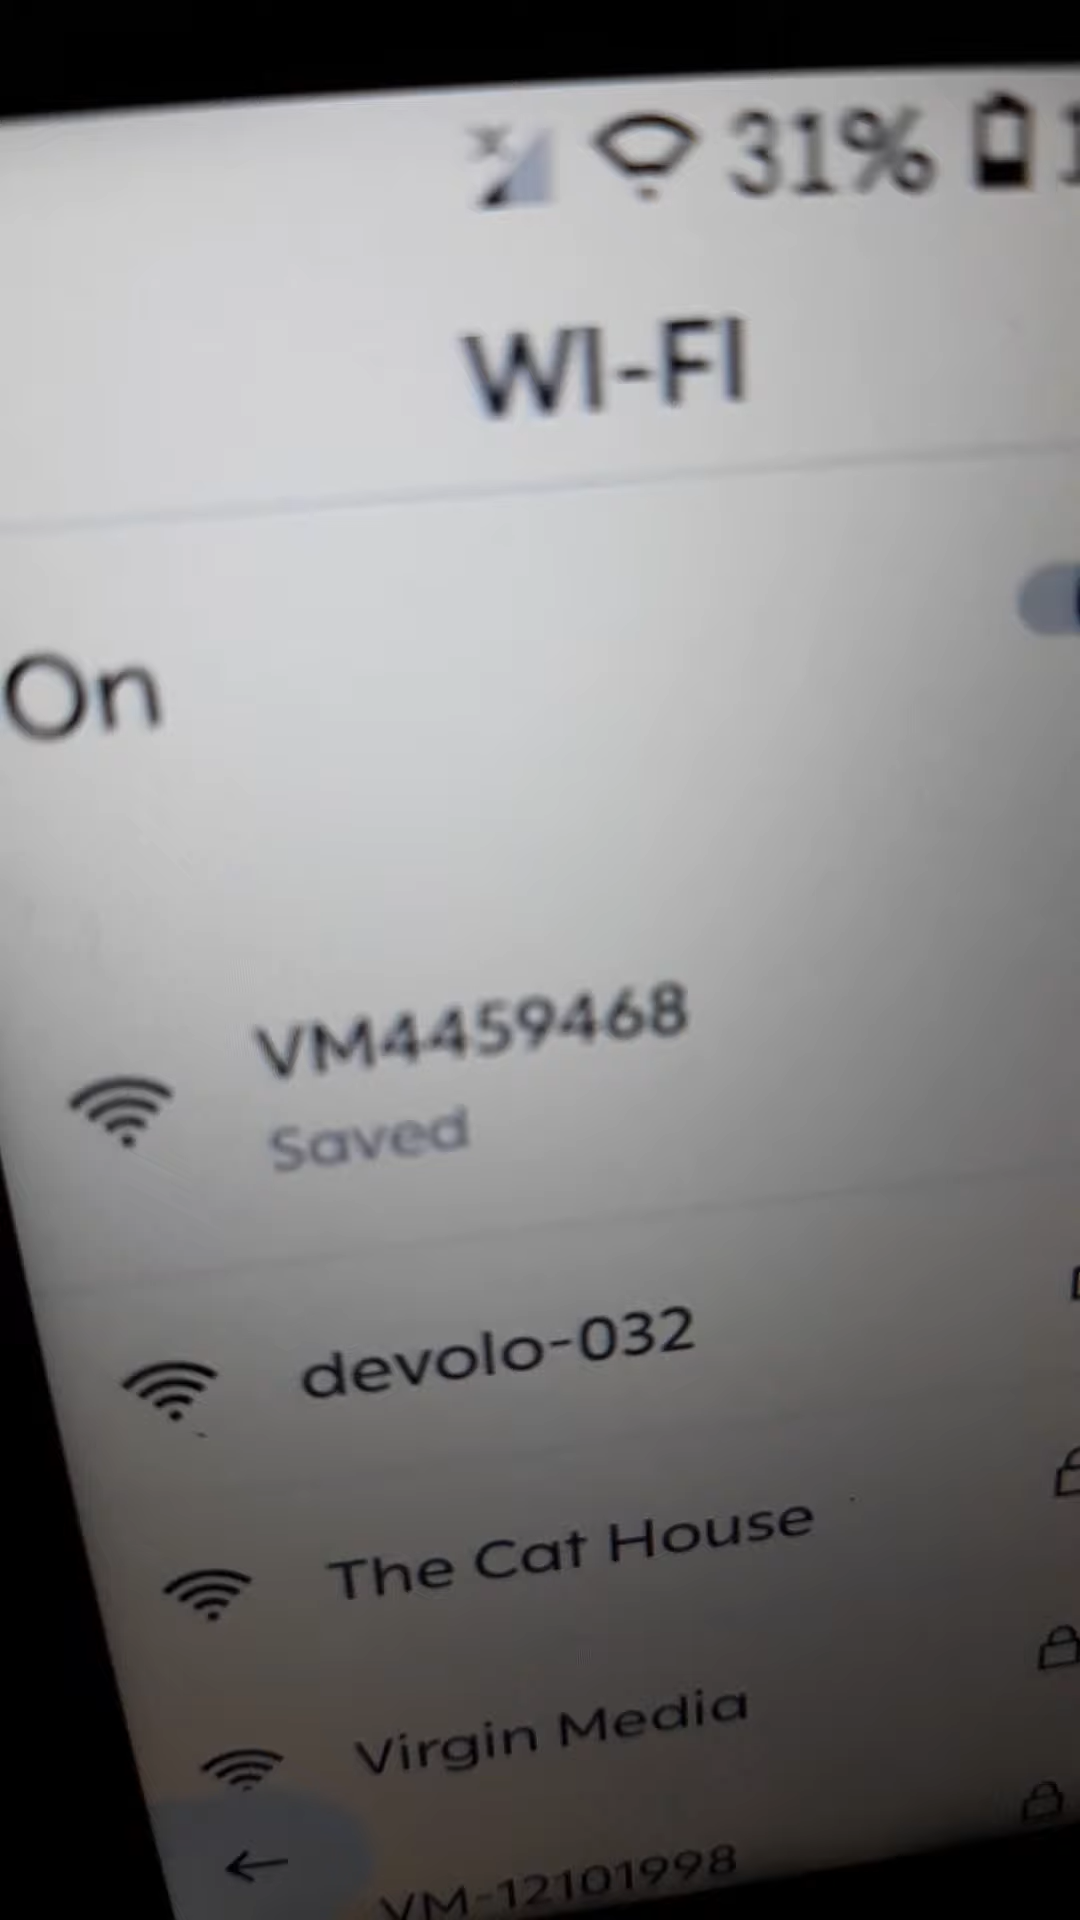 31%
WI-FI
On
VM4459468
Saved
devolo-032
The Cat House
Virgin Media
VM-12101998